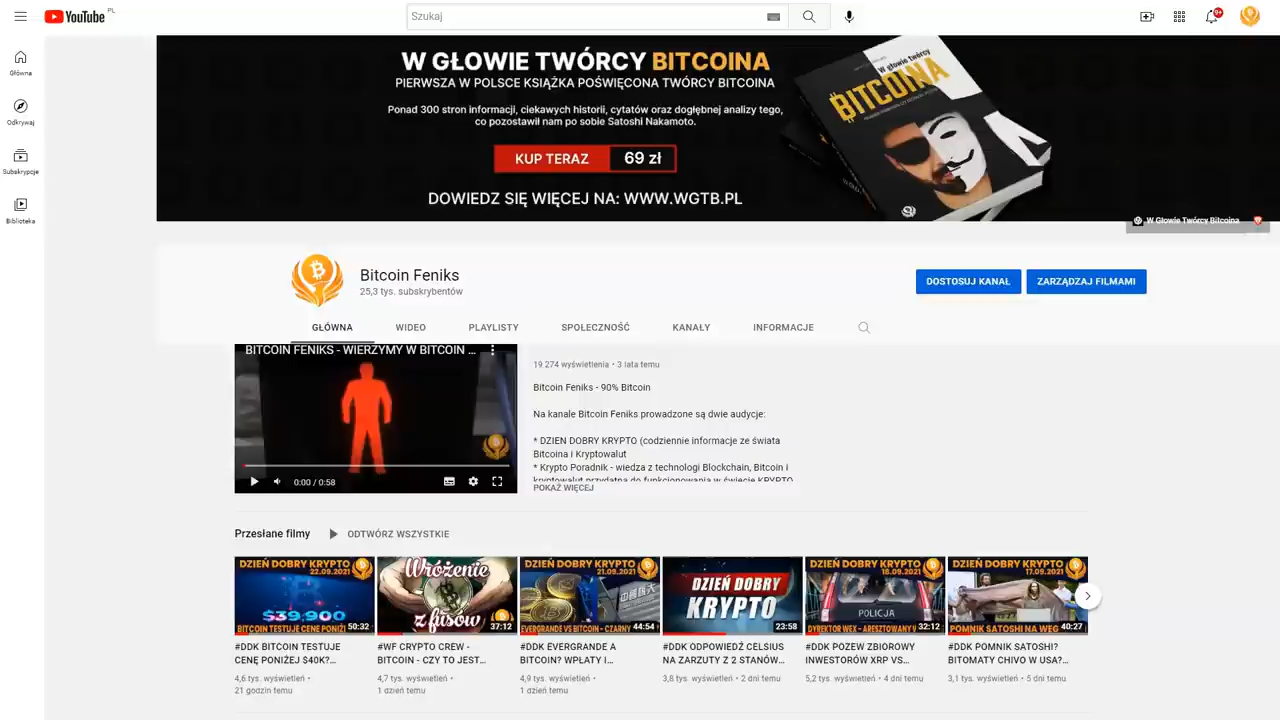 YouTube PL
Szukaj
9+
Główna
Odkrywaj
Subskrypcje
Biblioteka
W GŁOWIE TWÓRCY BITCOINA
PIERWSZA W POLSCE KSIĄŻKA POŚWIĘCONA TWÓRCY BITCOINA
Ponad 300 stron informacji, ciekawych historii, cytatów oraz dogłębnej analizy tego,
co pozostawił nam po sobie Satoshi Nakamoto.
KUP TERAZ 69 zł
DOWIEDZ SIĘ WIĘCEJ NA: WWW.WGTB.PL
W głowie twórcy
BITCOINA
W Głowie Twórcy Bitcoina
Bitcoin Feniks
25,3 tys. subskrybentów
DOSTOSUJ KANAŁ
ZARZĄDZAJ FILMAMI
GŁÓWNA WIDEO PLAYLISTY SPOŁECZNOŚĆ KANAŁY INFORMACJE
BITCOIN FENIKS - WIERZYMY W BITCOIN ...
0:00 / 0:58
19 274 wyświetlenia • 3 lata temu
Bitcoin Feniks - 90% Bitcoin
Na kanale Bitcoin Feniks prowadzone są dwie audycje:
* DZIEN DOBRY KRYPTO (codziennie informacje ze świata
Bitcoina i Kryptowalut
* Krypto Poradnik - wiedza z technologi Blockchain, Bitcoin i
kryptowalut przydatna do funkcjonowania w świecie KRYPTO
POKAŻ WIĘCEJ
Przesłane filmy ODTWÓRZ WSZYSTKIE
DZIEŃ DOBRY KRYPTO
22.09.2021
$39,900
50:32
BITCOIN TESTUJE CENĘ PONIŻEJ
#DDK BITCOIN TESTUJE
CENĘ PONIŻEJ $40K?...
4,6 tys. wyświetleń •
21 godzin temu
Wróżenie
z fusów
37:12
#WF CRYPTO CREW -
BITCOIN - CZY TO JEST...
4,7 tys. wyświetleń •
1 dzień temu
DZIEŃ DOBRY KRYPTO
21.09.2021
44:54
EVERGRANDE VS BITCOIN - CZARNY
#DDK EVERGRANDE A
BITCOIN? WPŁATY I...
4,9 tys. wyświetleń •
1 dzień temu
DZIEŃ DOBRY
KRYPTO
23:58
#DDK ODPOWIEDŹ CELSIUS
NA ZARZUTY Z 2 STANÓW...
3,8 tys. wyświetleń • 2 dni temu
DZIEŃ DOBRY KRYPTO
18.09.2021
POLICJA
32:12
DYREKTOR WEX - ARESZTOWANY
#DDK POZEW ZBIOROWY
INWESTORÓW XRP VS...
5,2 tys. wyświetleń • 4 dni temu
DZIEŃ DOBRY KRYPTO
17.09.2021
40:27
POMNIK SATOSHI NA WĘG
#DDK POMNIK SATOSHI?
BITOMATY CHIVO W USA?...
3,1 tys. wyświetleń • 5 dni temu